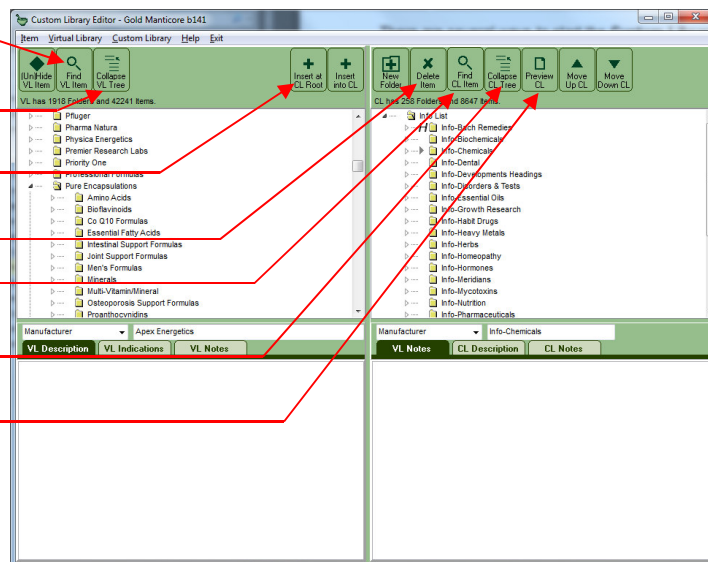 Custom Library Editor - Gold Manticore b141
Item Virtual Library Custom Library Help Exit
(Un)Hide VL Item
Find VL Item
Collapse VL Tree
Insert at CL Root
Insert into CL
New Folder
Delete Item
Find CL Item
Collapse CL Tree
Preview CL
Move Up CL
Move Down CL
VL has 1918 Folders and 42241 Items.
CL has 258 Folders and 8647 Items.
Pfluger
Pharma Natura
Physica Energetics
Premier Research Labs
Priority One
Professional Formulas
Pure Encapsulations
Amino Acids
Bioflavinoids
Co Q10 Formulas
Essential Fatty Acids
Intestinal Support Formulas
Joint Support Formulas
Men's Formulas
Minerals
Multi-Vitamin/Mineral
Osteoporosis Support Formulas
Proanthocynidins
Info List
Info-Bach Remedies
Info-Biochemicals
Info-Chemicals
Info-Dental
Info-Developments Headings
Info-Disorders & Tests
Info-Essential Oils
Info-Growth Research
Info-Habit Drugs
Info-Heavy Metals
Info-Herbs
Info-Homeopathy
Info-Hormones
Info-Meridians
Info-Mycotoxins
Info-Nutrition
Info-Pharmaceuticals
Manufacturer Apex Energetics
VL Description VL Indications VL Notes
Manufacturer Info-Chemicals
VL Notes CL Description CL Notes